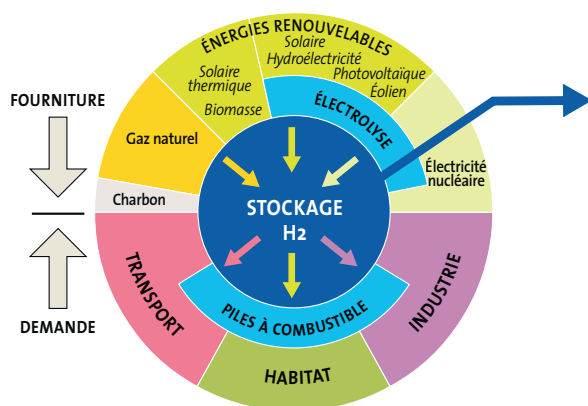 ÉNERGIES RENOUVELABLES
Solaire
Hydroélectricité
Photovoltaïque
Éolien
Solaire
thermique
Biomasse
ÉLECTROLYSE
FOURNITURE
Gaz naturel
Électricité
nucléaire
Charbon
STOCKAGE
H2
TRANSPORT
INDUSTRIE
PILES À COMBUSTIBLE
DEMANDE
HABITAT